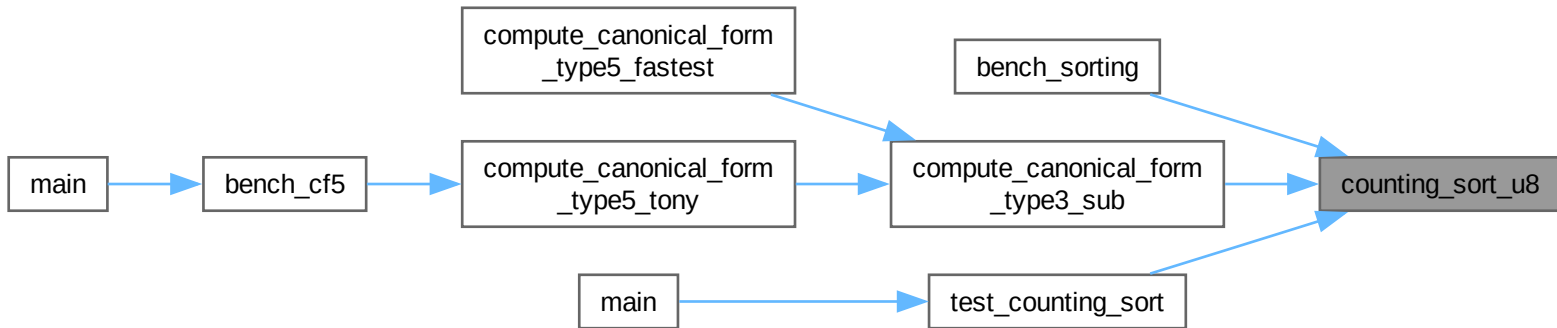 compute_canonical_form
_type5_fastest
bench_sorting
main
bench_cf5
compute_canonical_form
_type5_tony
compute_canonical_form
_type3_sub
counting_sort_u8
main
test_counting_sort